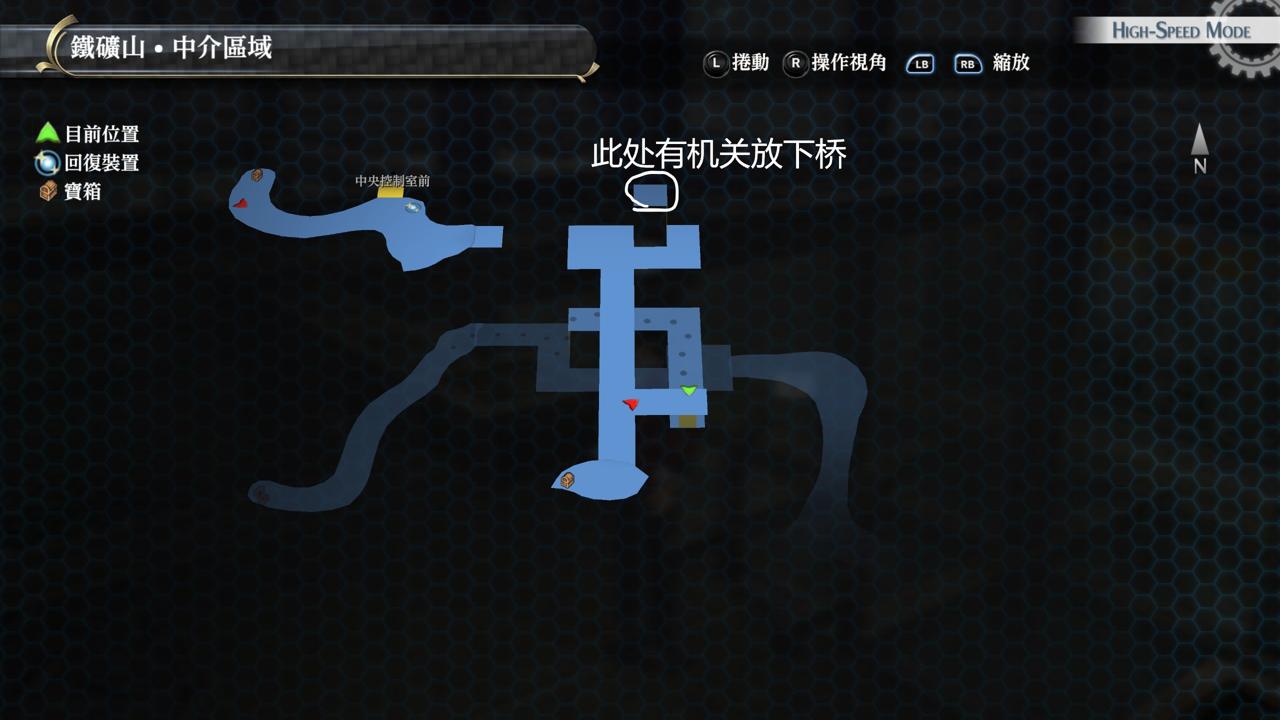 鐵礦山•中介區域
HIGH-SPEED MODE
L 捲動 R 操作視角 LB RB 縮放
目前位置
回復裝置
寶箱
此处有机关放下桥
中央控制室前
N